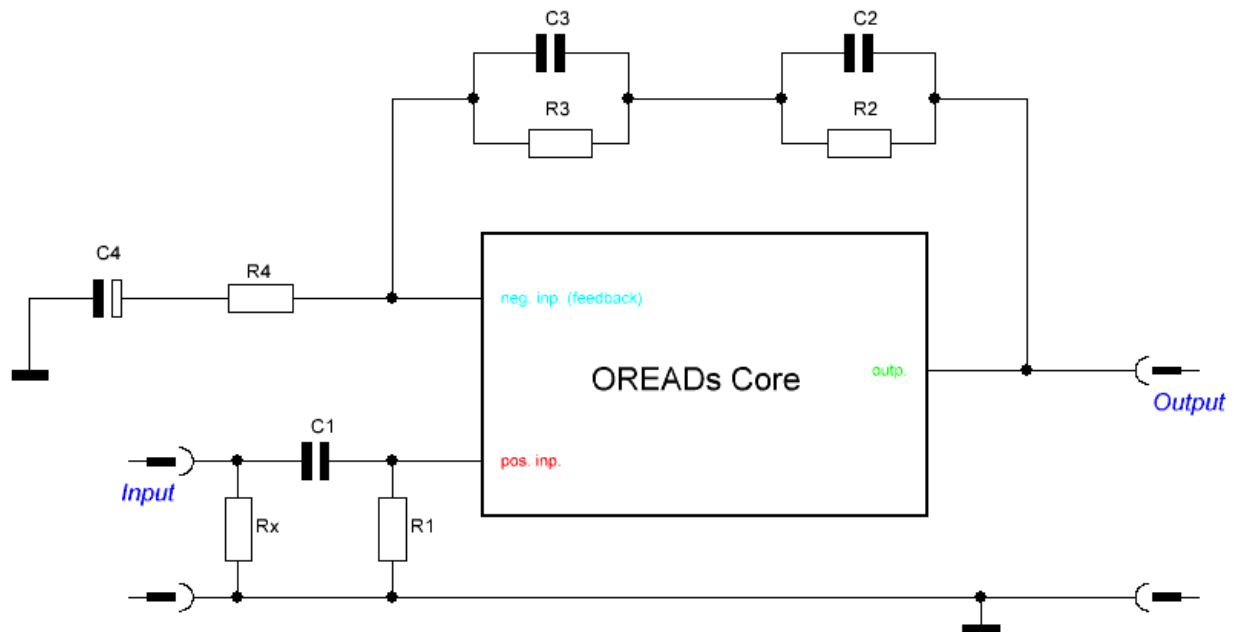 C3
C2
R3
R2
C4
R4
neg. inp. (feedback)
OREADs Core
outp.
Output
C1
pos. inp.
Input
Rx
R1